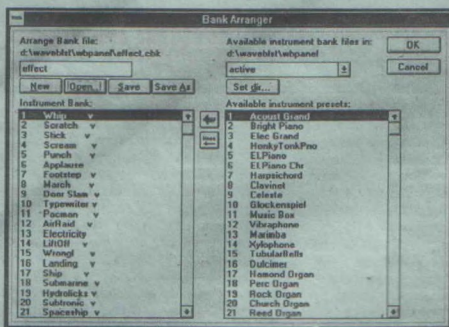 Bank Arranger
Arrange Bank file:
d:\waveblst\wbpanel\effect.cbk
effect
New Open.. Save Save As
Instrument Bank:
1 Whip v
2 Scratch v
3 Stick v
4 Scream v
5 Punch v
6 Applause
7 Footstep v
8 March v
9 Door Slam v
10 Typewriter v
11 Pacman v
12 AirRaid v
13 Electricity
14 LiftOff v
15 Wrong! v
16 Landing v
17 Ship v
18 Submarine v
19 Hydrolicks v
20 Subtronic v
21 Spaceship v
Available instrument bank files in:
d:\waveblst\wbpanel
active
Set dir...
Available instrument presets:
1 Acoust Grand
2 Bright Piano
3 Elec Grand
4 HonkyTonkPno
5 El.Piano
6 El.Piano Chr
7 Harpsichord
8 Clavinet
9 Celeste
10 Glockenspiel
11 Music Box
12 Vibraphone
13 Marimba
14 Xylophone
15 TubularBells
16 Dulcimer
17 Hamond Organ
18 Perc Organ
19 Rock Organ
20 Church Organ
21 Reed Organ
OK
Cancel